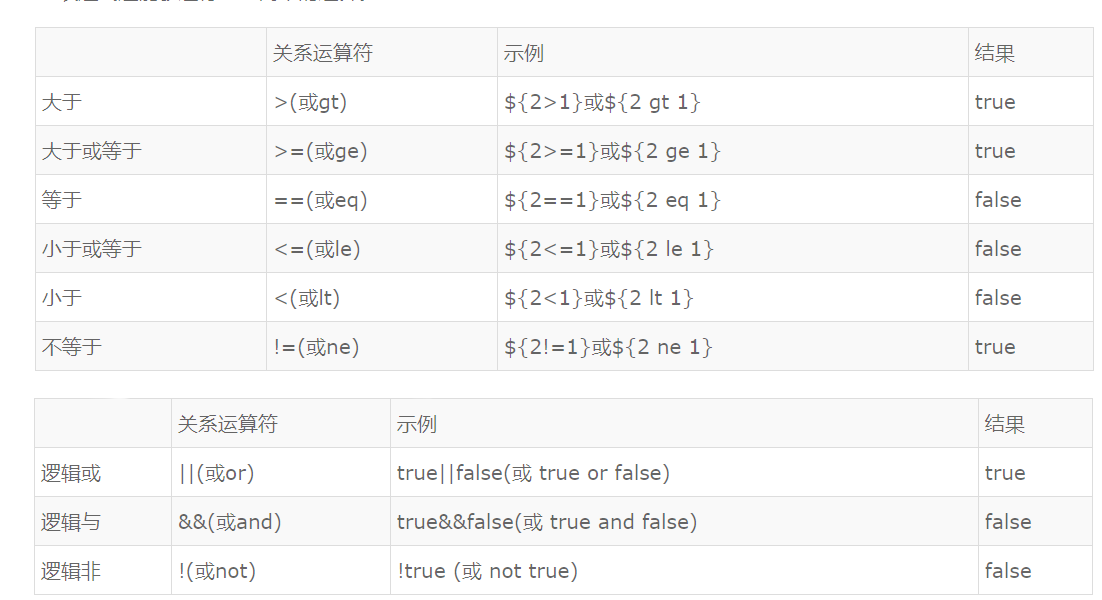 关系运算符 示例 结果
大于 >(或gt) ${2>1}或${2 gt 1} true
大于或等于 >=(或ge) ${2>=1}或${2 ge 1} true
等于 ==(或eq) ${2==1}或${2 eq 1} false
小于或等于 <=(或le) ${2<=1}或${2 le 1} false
小于 <(或lt) ${2<1}或${2 lt 1} false
不等于 !=(或ne) ${2!=1}或${2 ne 1} true
关系运算符 示例 结果
逻辑或 ||(或or) true||false(或 true or false) true
逻辑与 &&(或and) true&&false(或 true and false) false
逻辑非 !(或not) !true (或 not true) false